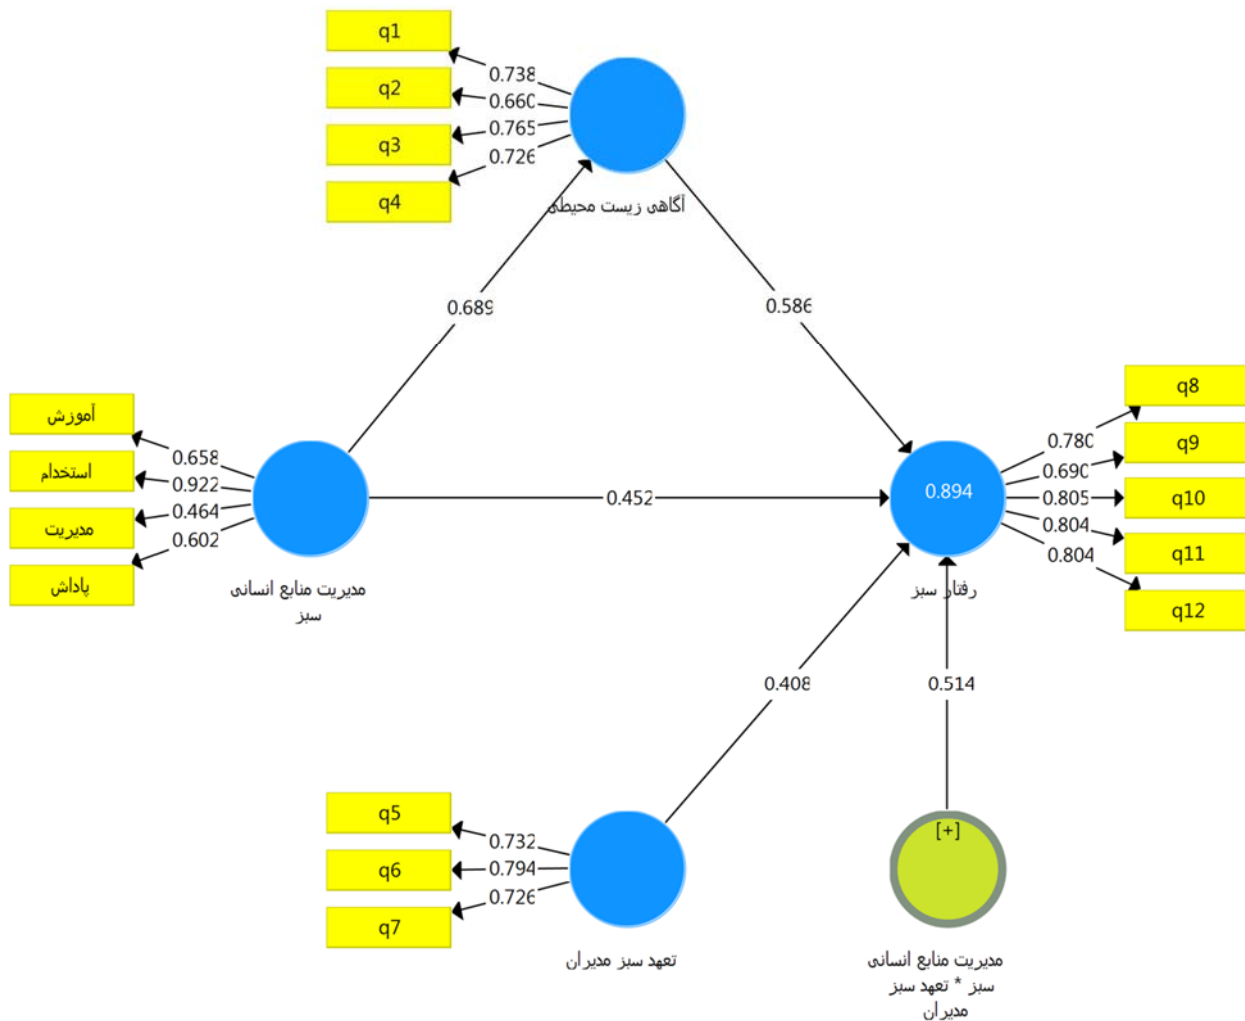 q1
q2
q3
q4
0.738
0.660
0.765
0.726
آگاهی زیست محیطی
0.689
0.586
آموزش
استخدام
مدیریت
پاداش
0.658
0.922
0.464
0.602
مدیریت منابع انسانی
سبز
0.452
0.894
رفتار سبز
0.780
0.690
0.805
0.804
0.804
q8
q9
q10
q11
q12
0.408
0.514
q5
q6
q7
0.732
0.794
0.726
تعهد سبز مدیران
[+]
مدیریت منابع انسانی
سبز * تعهد سبز
مدیران